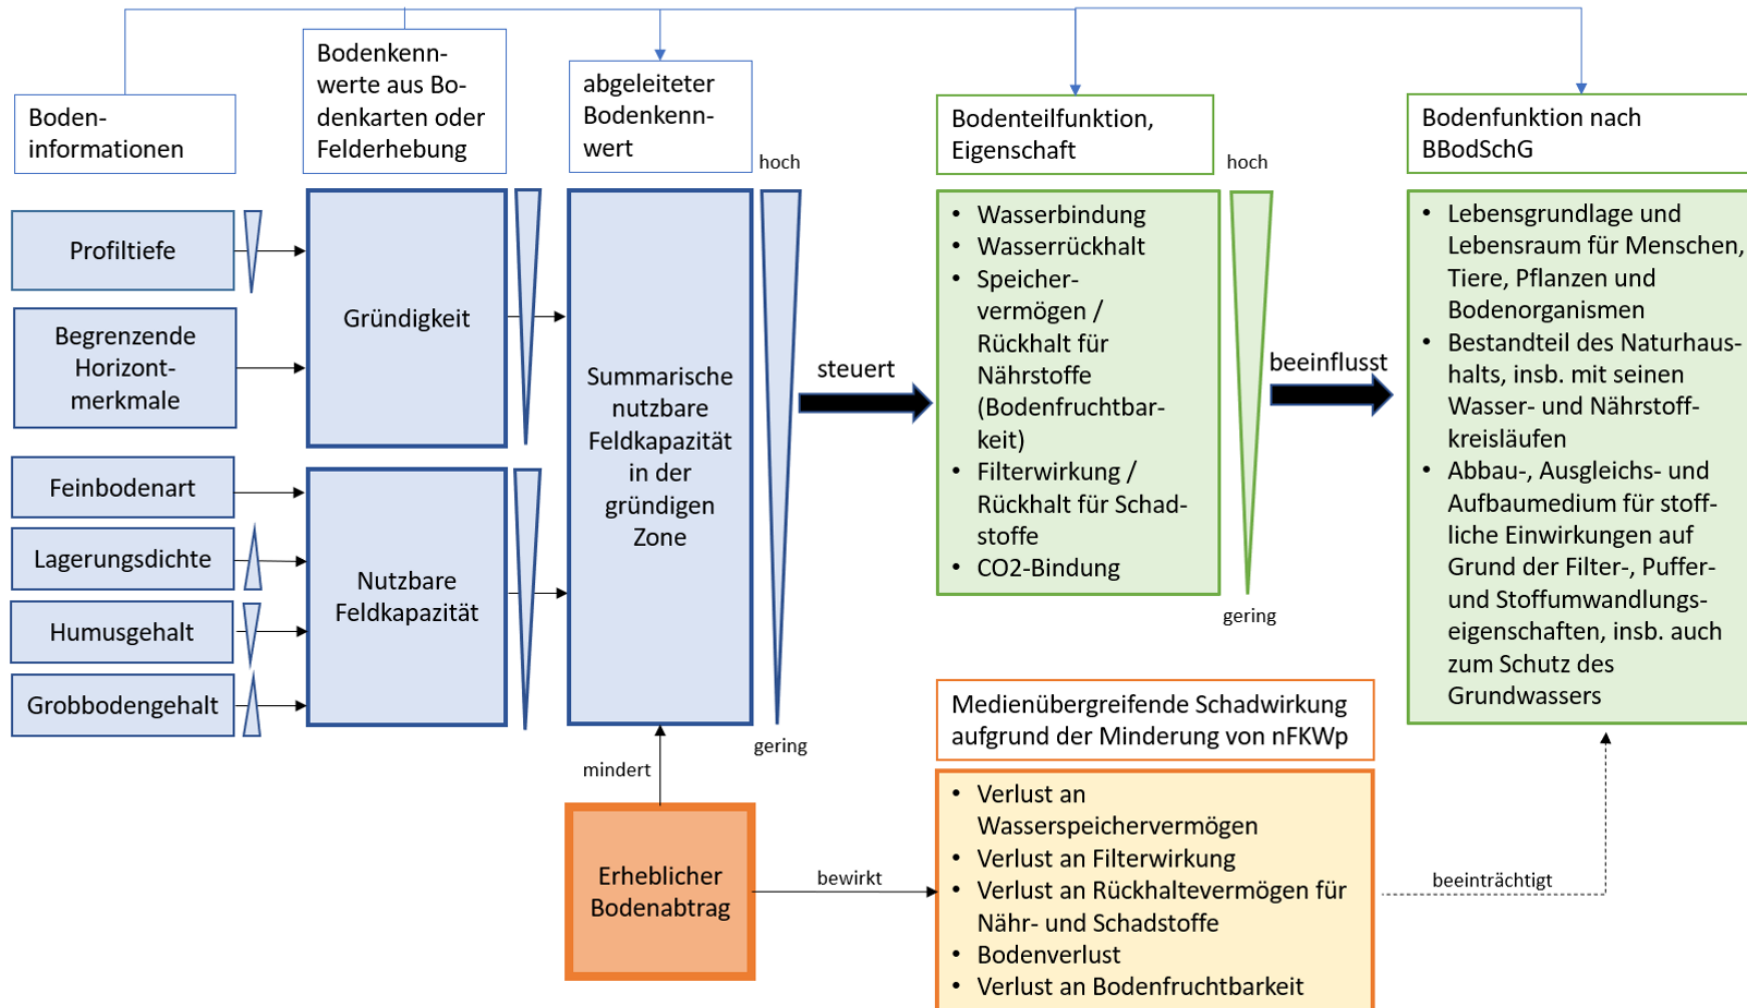 Boden-
informationen
Bodenkenn-
werte aus Bo-
denkarten oder
Felderhebung
abgeleiteter
Bodenkenn-
wert
hoch
Bodenteilfunktion,
Eigenschaft
hoch
Bodenfunktion nach
BBodSchG
Profiltiefe
Begrenzende
Horizont-
merkmale
Feinbodenart
Lagerungsdichte
Humusgehalt
Grobbodengehalt
Gründigkeit
Nutzbare
Feldkapazität
Summarische
nutzbare
Feldkapazität
in der
gründigen
Zone
gering
steuert
• Wasserbindung
• Wasserrückhalt
• Speicher-
vermögen /
Rückhalt für
Nährstoffe
(Bodenfruchtbar-
keit)
• Filterwirkung /
Rückhalt für Schad-
stoffe
• CO2-Bindung
gering
beeinflusst
• Lebensgrundlage und
Lebensraum für Menschen,
Tiere, Pflanzen und
Bodenorganismen
• Bestandteil des Naturhaus-
halts, insb. mit seinen
Wasser- und Nährstoff-
kreisläufen
• Abbau-, Ausgleichs- und
Aufbaumedium für stoff-
liche Einwirkungen auf
Grund der Filter-, Puffer-
und Stoffumwandlungs-
eigenschaften, insb. auch
zum Schutz des
Grundwassers
mindert
Erheblicher
Bodenabtrag
bewirkt
Medienübergreifende Schadwirkung
aufgrund der Minderung von nFKWp
• Verlust an
Wasserspeichervermögen
• Verlust an Filterwirkung
• Verlust an Rückhaltevermögen für
Nähr- und Schadstoffe
• Bodenverlust
• Verlust an Bodenfruchtbarkeit
beeinträchtigt